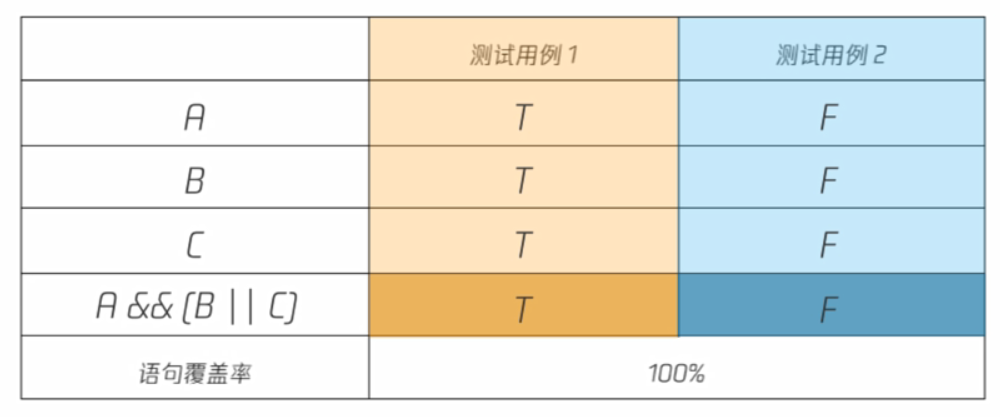 测试用例 1 测试用例 2
A T F
B T F
C T F
A && (B || C) T F
语句覆盖率 100%